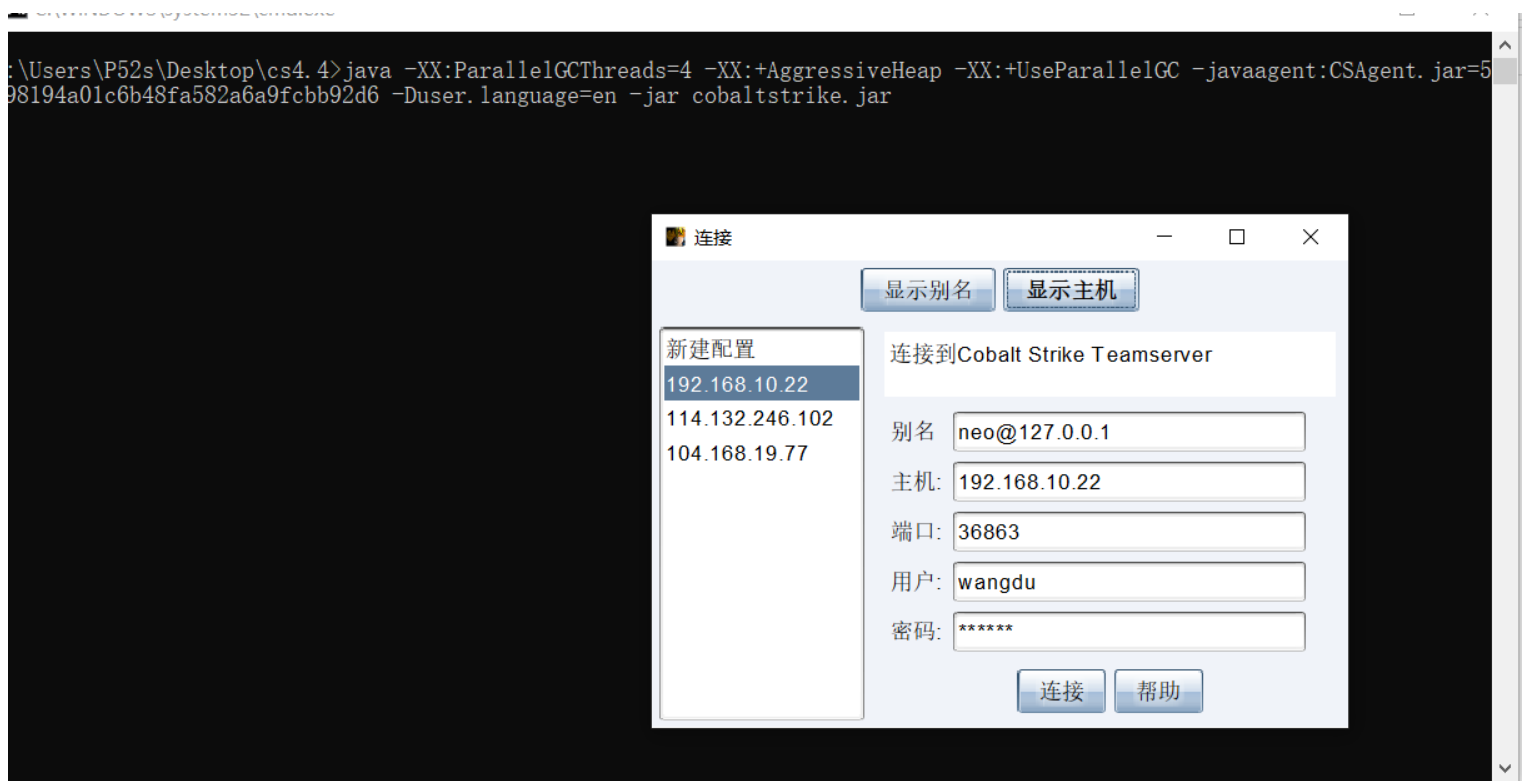 :\Users\P52s\Desktop\cs4.4>java -XX:ParallelGCThreads=4 -XX:+AggressiveHeap -XX:+UseParallelGC -javaagent:CSAgent.jar=5
98194a01c6b48fa582a6a9fcbb92d6 -Duser.language=en -jar cobaltstrike.jar
连接
显示别名 显示主机
新建配置
192.168.10.22
114.132.246.102
104.168.19.77
连接到Cobalt Strike Teamserver
别名 neo@127.0.0.1
主机: 192.168.10.22
端口: 36863
用户: wangdu
密码: ******
连接 帮助